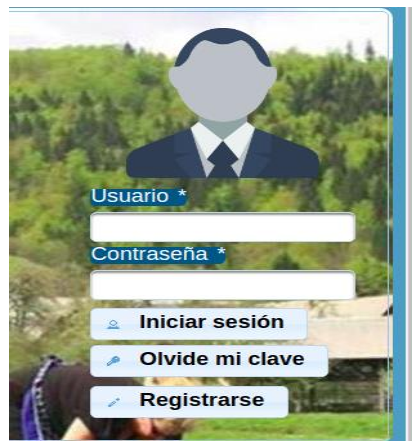 Usuario *
Contraseña *
Iniciar sesión
Olvide mi clave
Registrarse